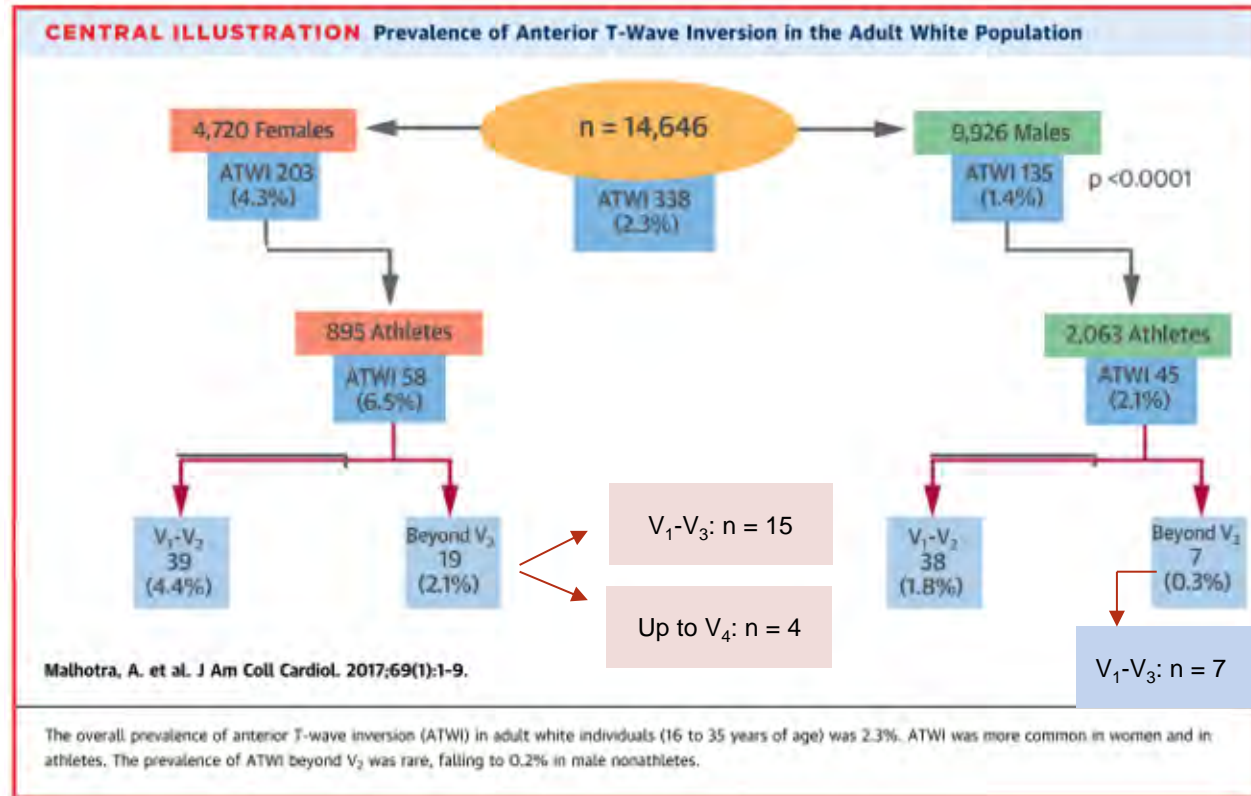 CENTRAL ILLUSTRATION Prevalence of Anterior T-Wave Inversion in the Adult White Population
n = 14,646
ATWI 338
(2.3%)
4,720 Females
ATWI 203
(4.3%)
9,926 Males
ATWI 135
(1.4%)
p <0.0001
895 Athletes
ATWI 58
(6.5%)
2,063 Athletes
ATWI 45
(2.1%)
V₁-V₂
39
(4.4%)
Beyond V₂
19
(2.1%)
V₁-V₃: n = 15
Up to V₄: n = 4
V₁-V₂
38
(1.8%)
Beyond V₂
7
(0.3%)
V₁-V₃: n = 7
Malhotra, A. et al. J Am Coll Cardiol. 2017;69(1):1-9.
The overall prevalence of anterior T-wave inversion (ATWI) in adult white individuals (16 to 35 years of age) was 2.3%. ATWI was more common in women and in
athletes. The prevalence of ATWI beyond V₂ was rare, falling to 0.2% in male nonathletes.